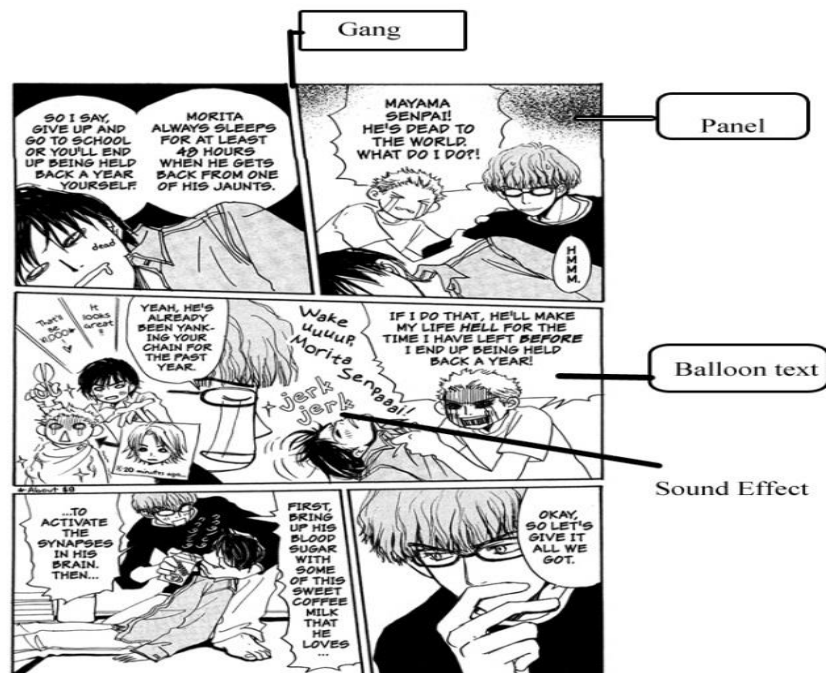 Gang
Panel
Balloon text
Sound Effect
MAYAMA
SENPAI!
HE'S DEAD TO
THE WORLD.
WHAT DO I DO?!
HMMM.
MORITA
ALWAYS SLEEPS
FOR AT LEAST
48 HOURS
WHEN HE GETS
BACK FROM ONE
OF HIS JAUNTS.
SO I SAY,
GIVE UP AND
GO TO SCHOOL
OR YOU'LL END
UP BEING HELD
BACK A YEAR
YOURSELF.
dead
IF I DO THAT, HE'LL MAKE
MY LIFE HELL FOR THE
TIME I HAVE LEFT BEFORE
I END UP BEING HELD
BACK A YEAR!
Wake
uuuup,
Morita
Senpaaai!
jerk
jerk
YEAH, HE'S
ALREADY
BEEN YANK-
ING YOUR
CHAIN FOR
THE PAST
YEAR.
It
looks
great!!
That'll
be
20 minutes ago...
* About $9
OKAY,
SO LET'S
GIVE IT
ALL WE
GOT.
FIRST,
BRING
UP HIS
BLOOD
SUGAR
WITH
SOME
OF THIS
SWEET
COFFEE
MILK
THAT
HE
LOVES
...
...TO
ACTIVATE
THE
SYNAPSES
IN HIS
BRAIN.
THEN...